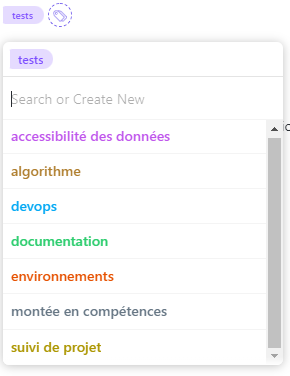 tests
tests
Search or Create New
accessibilité des données
algorithme
devops
documentation
environnements
montée en compétences
suivi de projet